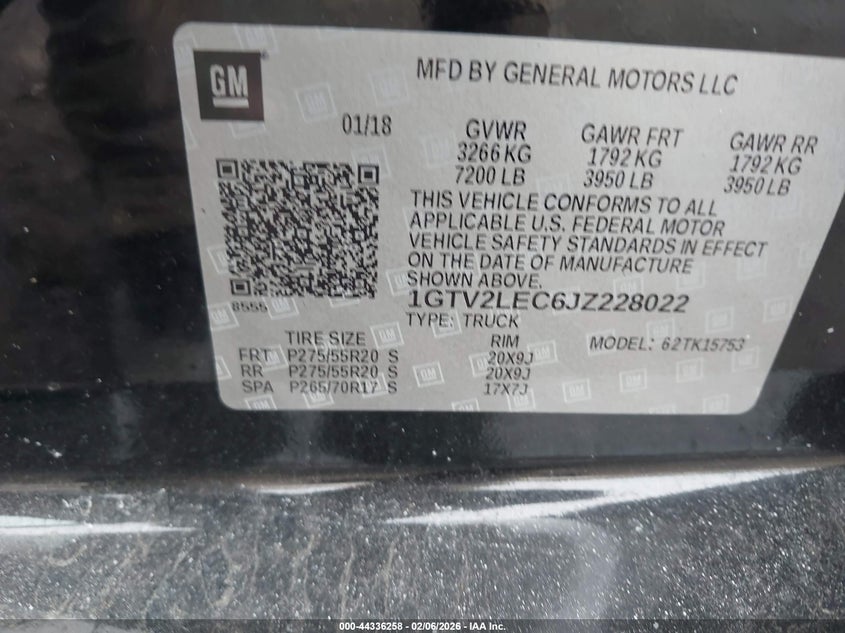 GM
MFD BY GENERAL MOTORS LLC
01/18
GVWR GAWR FRT GAWR RR
3266 KG 1792 KG 1792 KG
7200 LB 3950 LB 3950 LB
THIS VEHICLE CONFORMS TO ALL
APPLICABLE U.S. FEDERAL MOTOR
VEHICLE SAFETY STANDARDS IN EFFECT
ON THE DATE OF MANUFACTURE
SHOWN ABOVE.
8555
1GTV2LEC6JZ228022
TYPE: TRUCK
TIRE SIZE RIM MODEL: 62TK15753
FRT P275/55R20 S 20X9J
RR P275/55R20 S 20X9J
SPA P265/70R17 S 17X7J
000-44336258 - 02/06/2026 - IAA Inc.